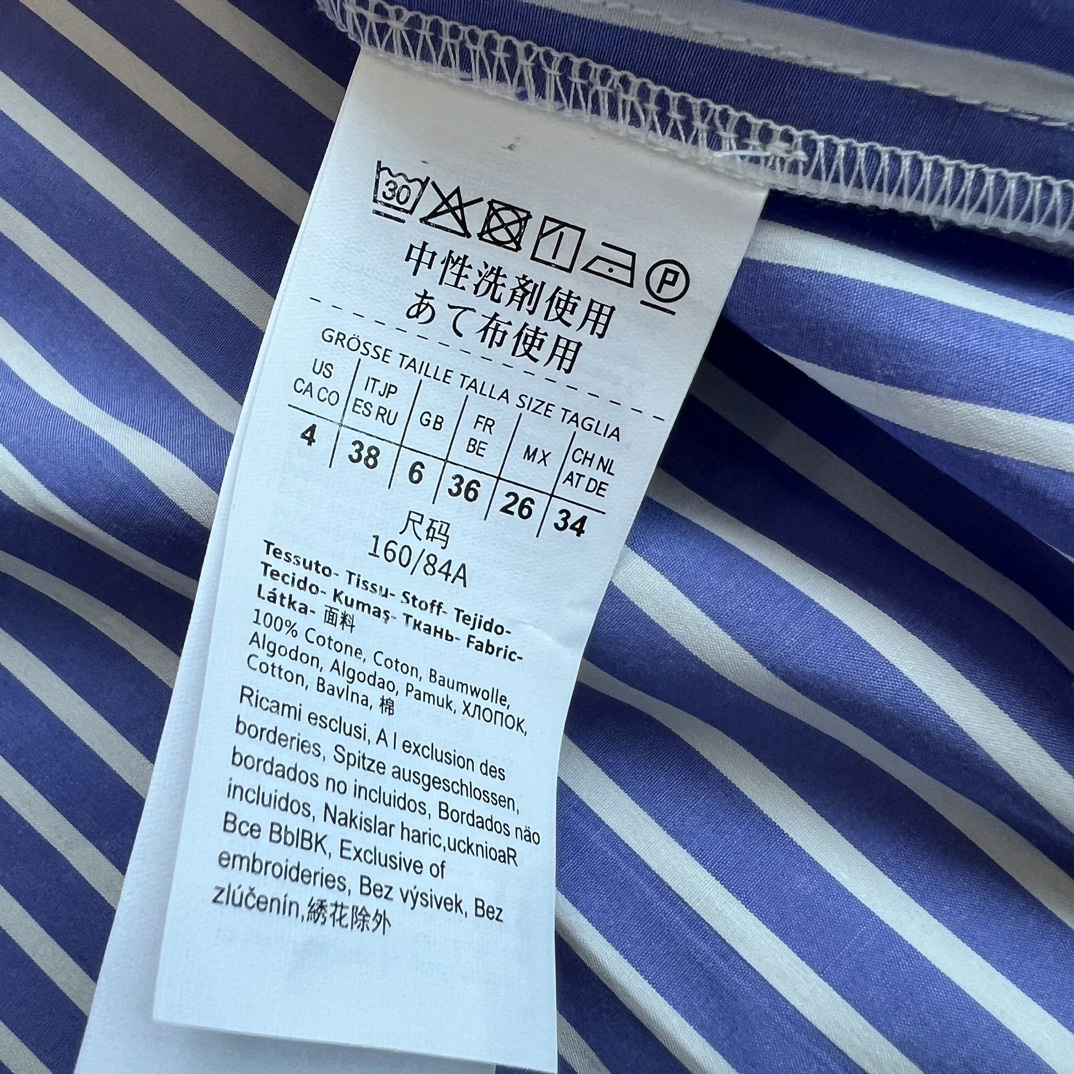 30 P
中性洗剤使用
あて布使用
GRÖSSE TAILLE TALLA SIZE TAGLIA
US CA CO IT JP ES RU GB FR BE MX CH NL AT DE
4 38 6 36 26 34
尺码
160/84A
Tessuto- Tissu- Stoff- Tejido-
Tecido- Kumaş- Ткань- Fabric-
Látka- 面料
100% Cotone, Coton, Baumwolle,
Algodon, Algodao, Pamuk, ХЛОПОК,
Cotton, Bavlna, 棉
Ricami esclusi, A l exclusion des
borderies, Spitze ausgeschlossen,
bordados no incluidos, Bordados não
incluidos, Nakislar haric,ucknioaR
Bce BblBK, Exclusive of
embroideries, Bez výsivek, Bez
zlúčenín,綉花除外